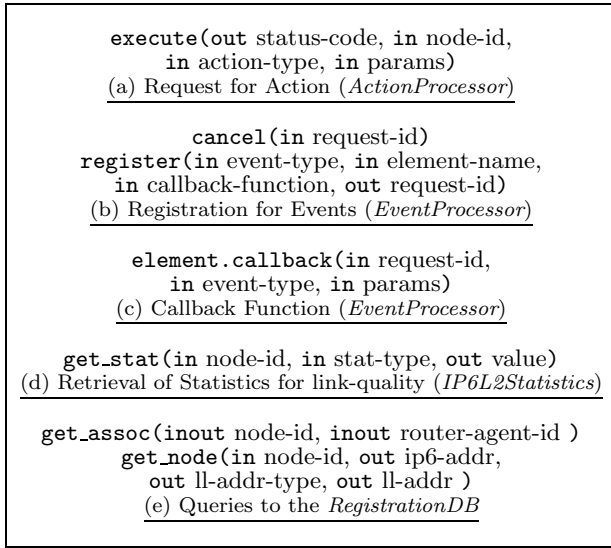 execute(out status-code, in node-id,
in action-type, in params)
(a) Request for Action (ActionProcessor)
cancel(in request-id)
register(in event-type, in element-name,
in callback-function, out request-id)
(b) Registration for Events (EventProcessor)
element.callback(in request-id,
in event-type, in params)
(c) Callback Function (EventProcessor)
get_stat(in node-id, in stat-type, out value)
(d) Retrieval of Statistics for link-quality (IP6L2Statistics)
get_assoc(inout node-id, inout router-agent-id )
get_node(in node-id, out ip6-addr,
out ll-addr-type, out ll-addr )
(e) Queries to the RegistrationDB